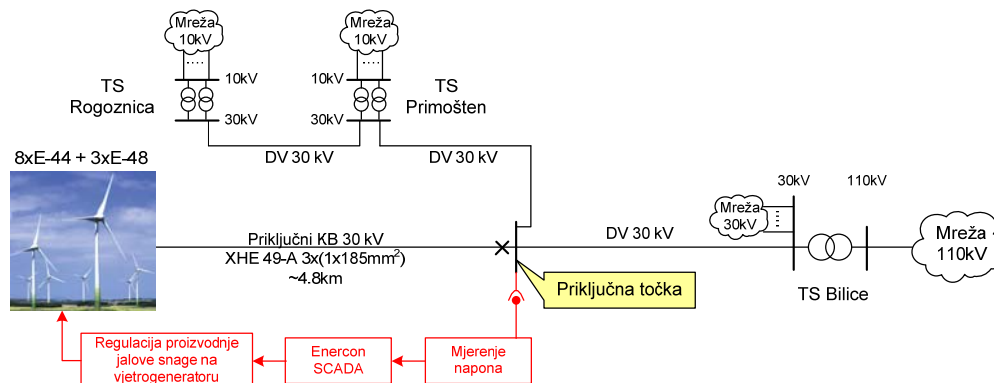 Mreža
10kV
Mreža
10kV
TS
Rogoznica
10kV
30kV
10kV
30kV
TS
Primošten
DV 30 kV
DV 30 kV
8xE-44 + 3xE-48
Priključni KB 30 kV
XHE 49-A 3x(1x185mm²)
~4.8km
DV 30 kV
Mreža
30kV
30kV
110kV
Mreža
110kV
TS Bilice
Priključna točka
Regulacija proizvodnje
jalove snage na
vjetrogeneratoru
Enercon
SCADA
Mjerenje
napona